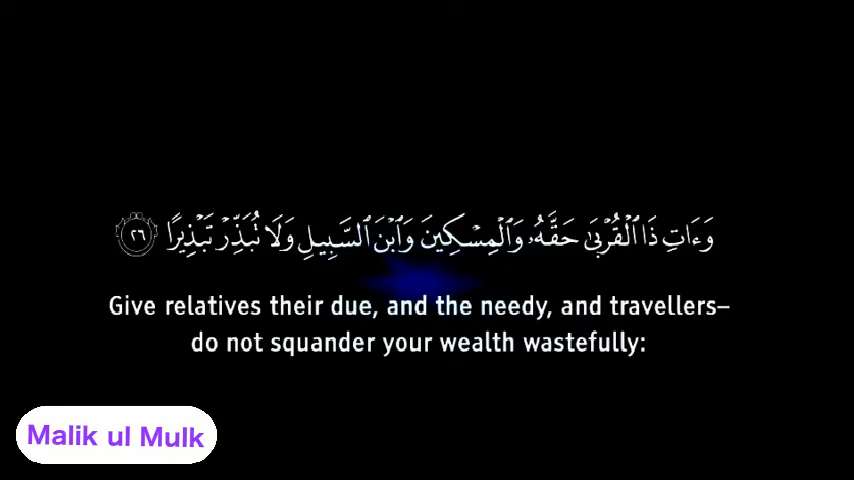 وَءَاتِ ذَا ٱلْقُرْبَىٰ حَقَّهُۥ وَٱلْمِسْكِينَ وَٱبْنَ ٱلسَّبِيلِ وَلَا تُبَذِّرْ تَبْذِيرًا ٢٦
Give relatives their due, and the needy, and travellers–
do not squander your wealth wastefully:
Malik ul Mulk